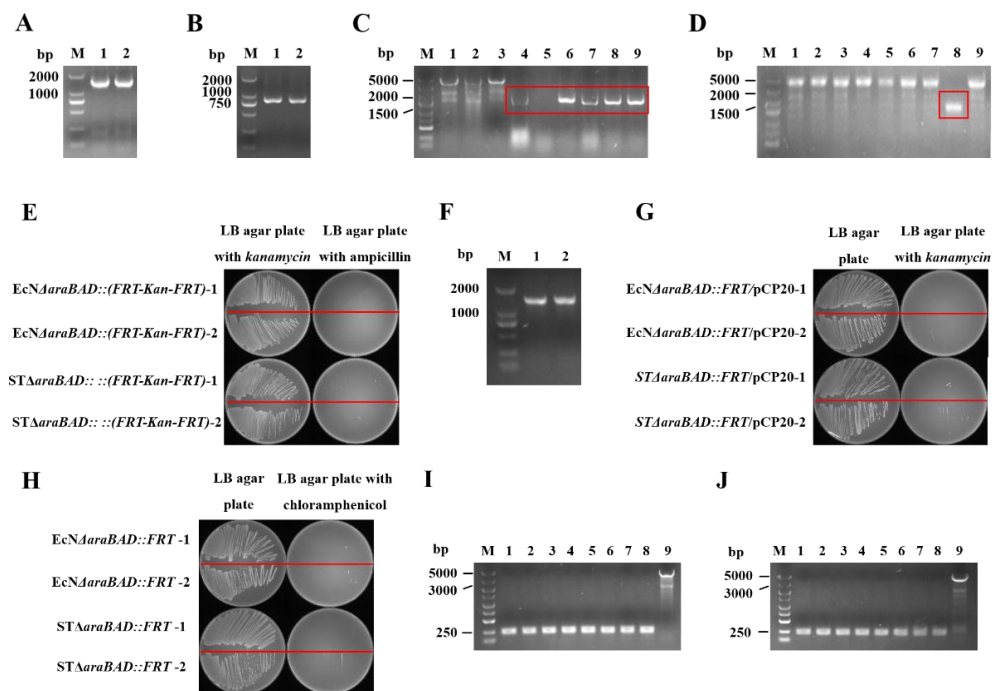 A
bp M 1 2
2000
1000
B
bp M 1 2
2000
1000
750
C
bp M 1 2 3 4 5 6 7 8 9
5000
2000
1500
D
bp M 1 2 3 4 5 6 7 8 9
5000
2000
1500
E
LB agar plate
with kanamycin
LB agar plate
with ampicillin
EcNΔaraBAD::(FRT-Kan-FRT)-1
EcNΔaraBAD::(FRT-Kan-FRT)-2
STΔaraBAD:: ::(FRT-Kan-FRT)-1
STΔaraBAD:: ::(FRT-Kan-FRT)-2
F
bp M 1 2
2000
1000
G
LB agar
plate
LB agar plate
with kanamycin
EcNΔaraBAD::FRT/pCP20-1
EcNΔaraBAD::FRT/pCP20-2
STΔaraBAD::FRT/pCP20-1
STΔaraBAD::FRT/pCP20-2
H
LB agar
plate
LB agar plate with
chloramphenicol
EcNΔaraBAD::FRT -1
EcNΔaraBAD::FRT -2
STΔaraBAD::FRT -1
STΔaraBAD::FRT -2
I
bp M 1 2 3 4 5 6 7 8 9
5000
3000
250
J
bp M 1 2 3 4 5 6 7 8 9
5000
3000
250